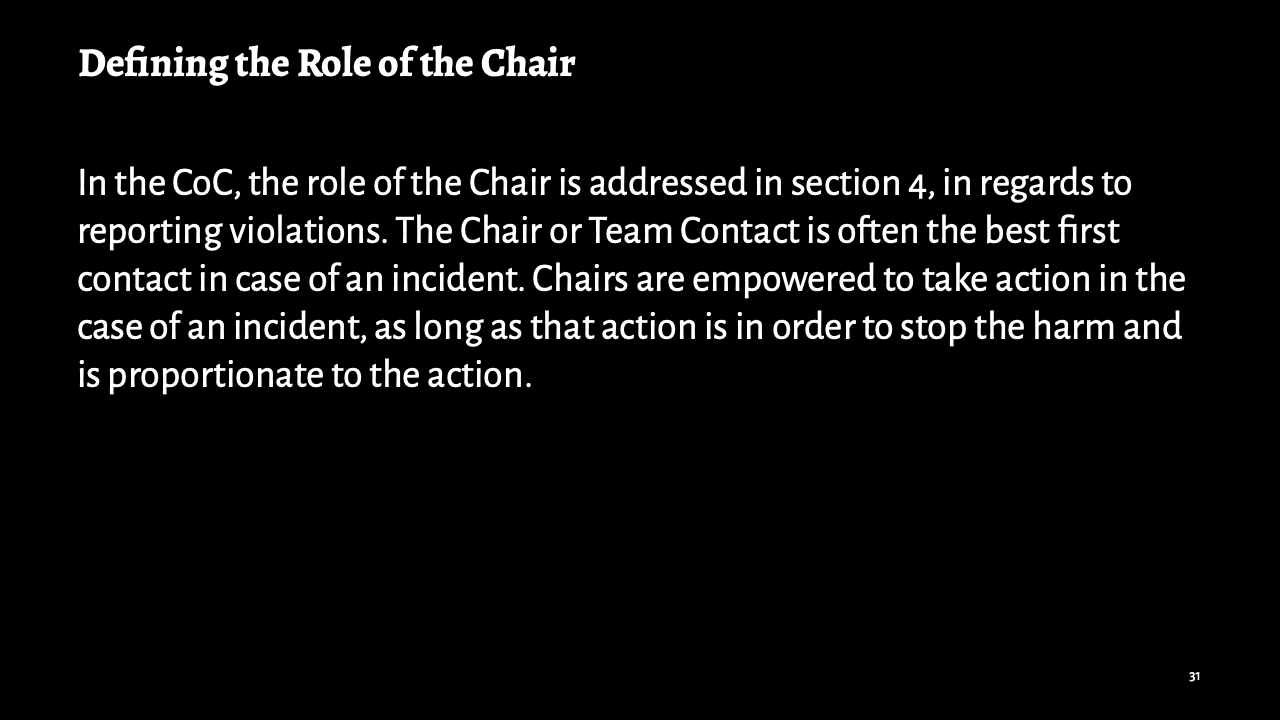 Defining the Role of the Chair
In the CoC, the role of the Chair is addressed in section 4, in regards to
reporting violations. The Chair or Team Contact is often the best first
contact in case of an incident. Chairs are empowered to take action in the
case of an incident, as long as that action is in order to stop the harm and
is proportionate to the action.
31